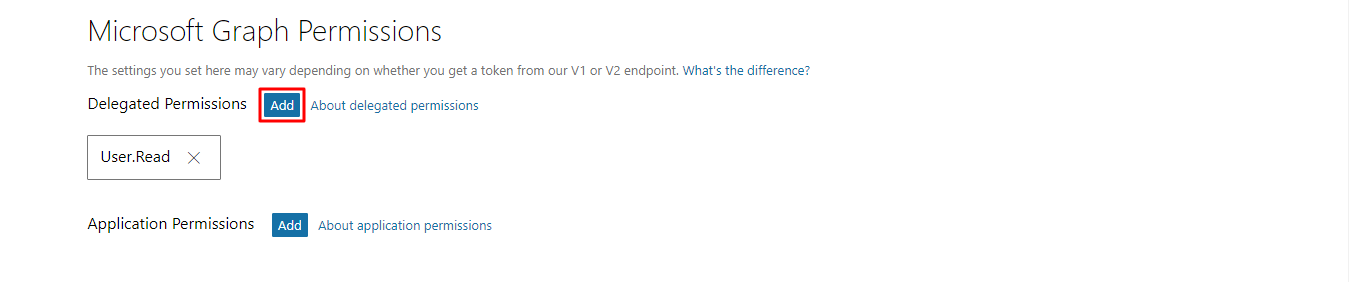 Microsoft Graph Permissions
The settings you set here may vary depending on whether you get a token from our V1 or V2 endpoint. What's the difference?
Delegated Permissions Add About delegated permissions
User.Read
Application Permissions Add About application permissions